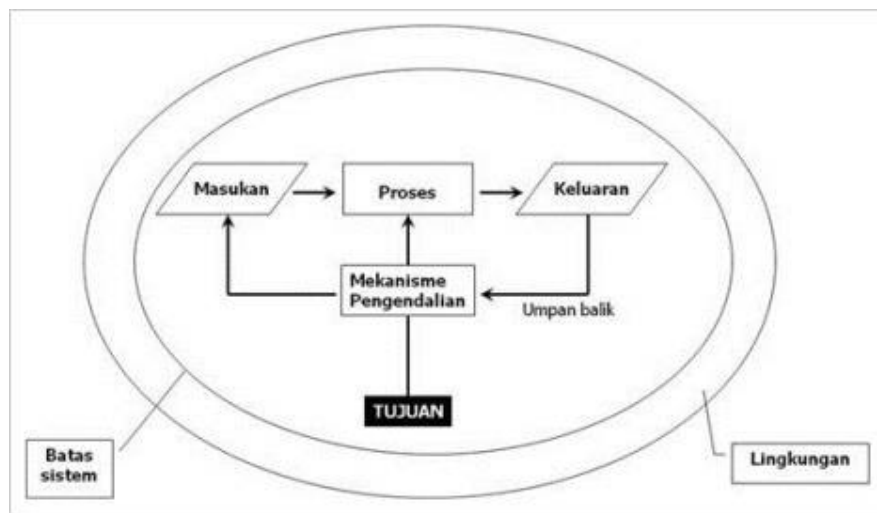 Masukan
Proses
Keluaran
Mekanisme
Pengendalian
Umpan balik
TUJUAN
Batas
sistem
Lingkungan